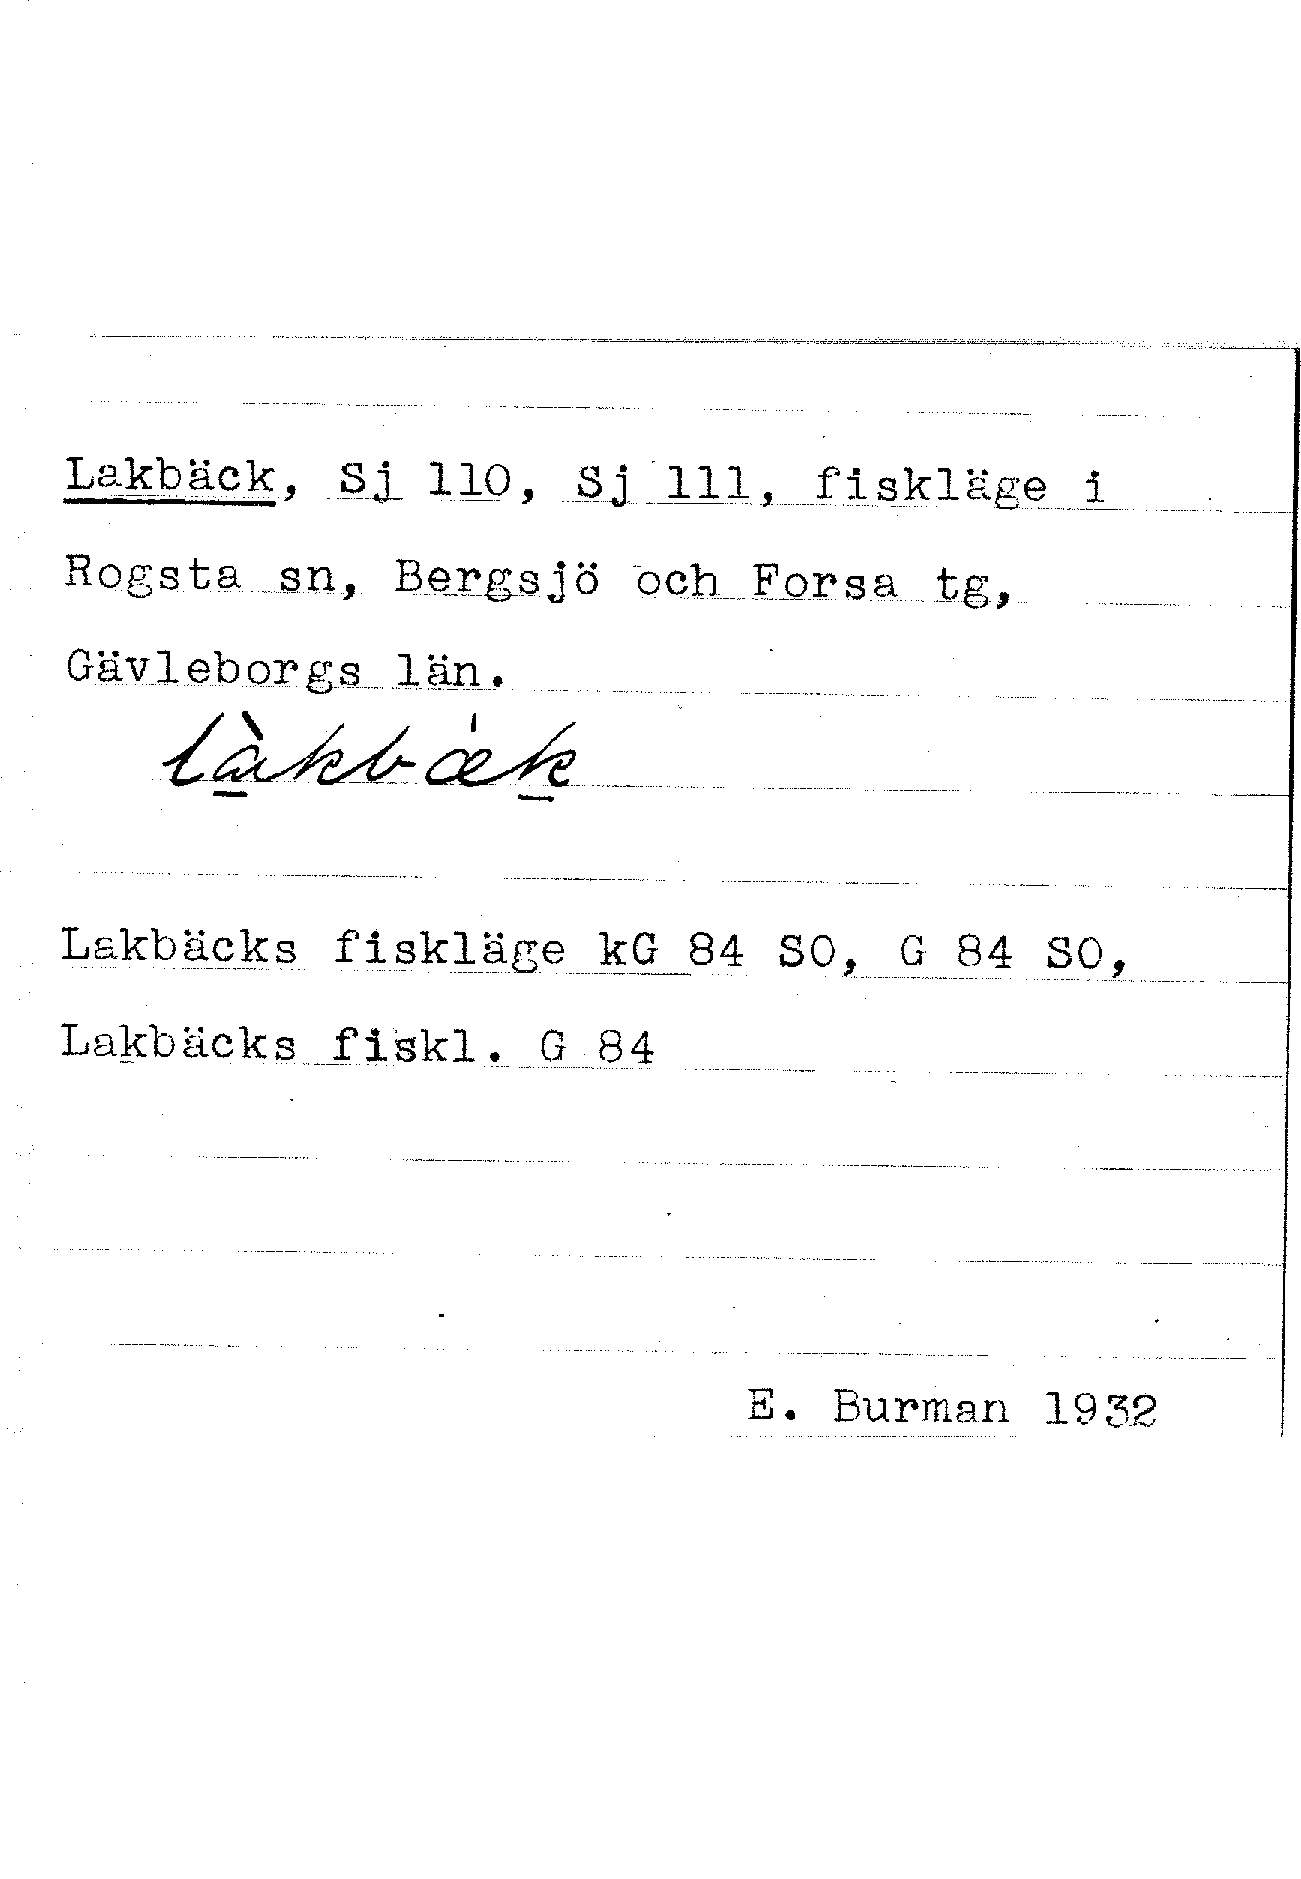 Lakbäck, Sj 110, Sj 111, fiskläge i
Rogsta sn, Bergsjö och Forsa tg,
Gävleborgs län.
làkbæ̍k
Lakbäcks fiskläge kG 84 SO, G 84 SO,
Lakbäcks fiskl. G 84
E. Burman 1932